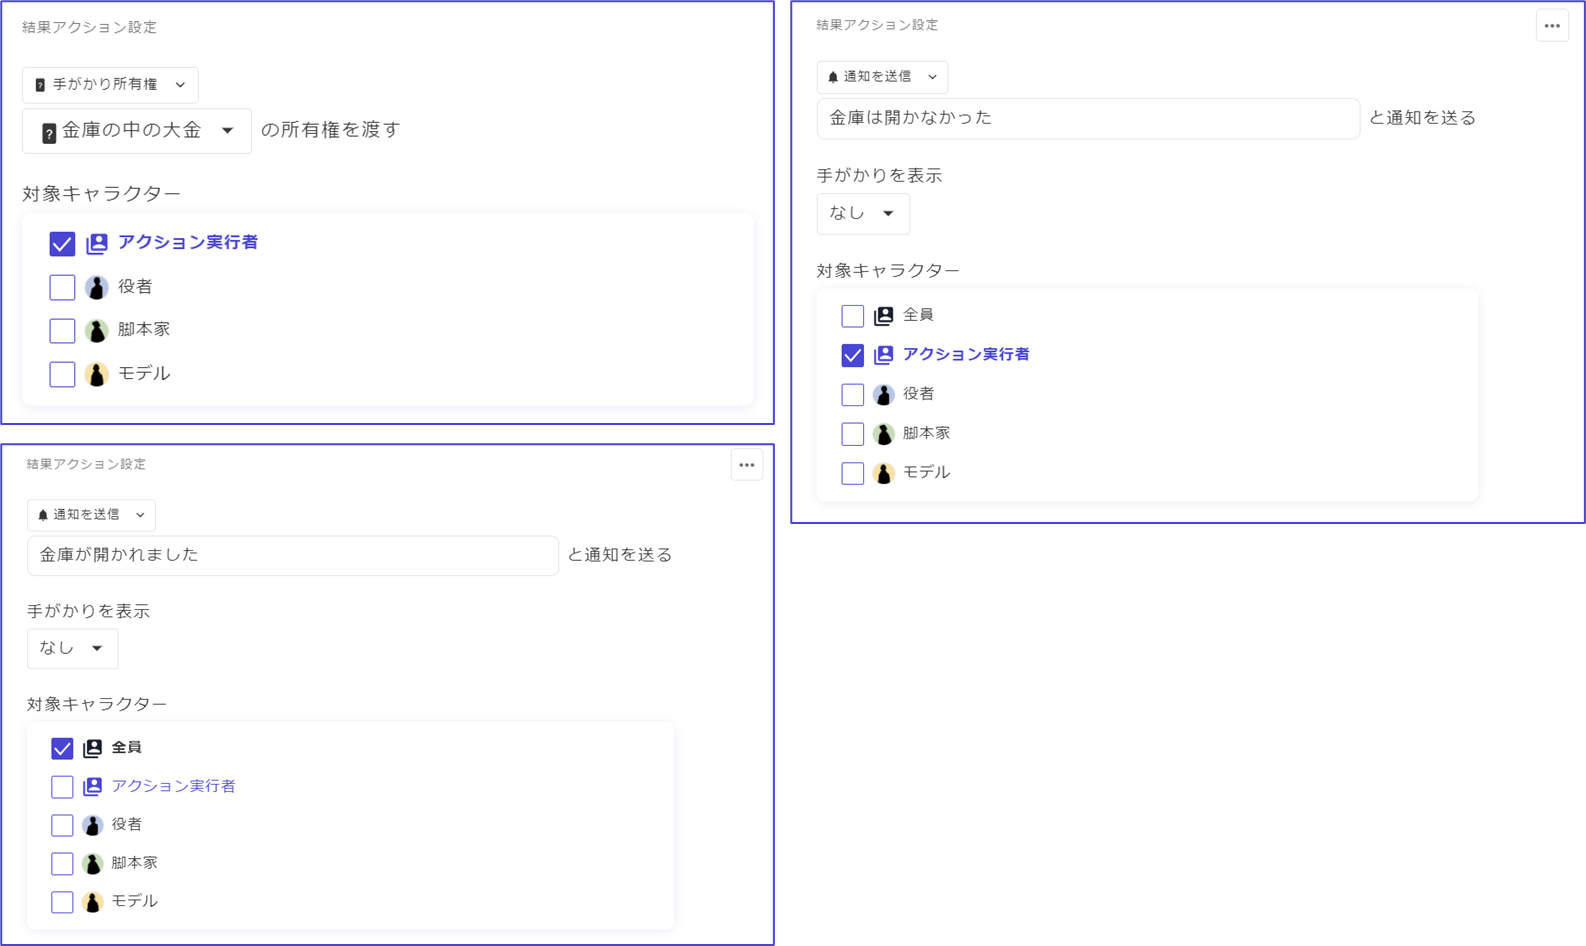 結果アクション設定
手がかり所有権
金庫の中の大金 の所有権を渡す
対象キャラクター
アクション実行者
役者
脚本家
モデル
結果アクション設定
通知を送信
金庫が開かれました と通知を送る
手がかりを表示
なし
対象キャラクター
全員
アクション実行者
役者
脚本家
モデル
結果アクション設定
通知を送信
金庫は開かなかった と通知を送る
手がかりを表示
なし
対象キャラクター
全員
アクション実行者
役者
脚本家
モデル